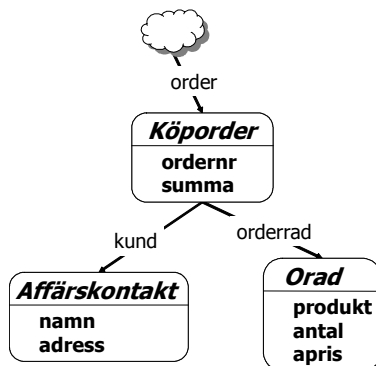 order
Köporder
ordernr
summa
kund
orderrad
Affärskontakt
namn
adress
Orad
produkt
antal
apris